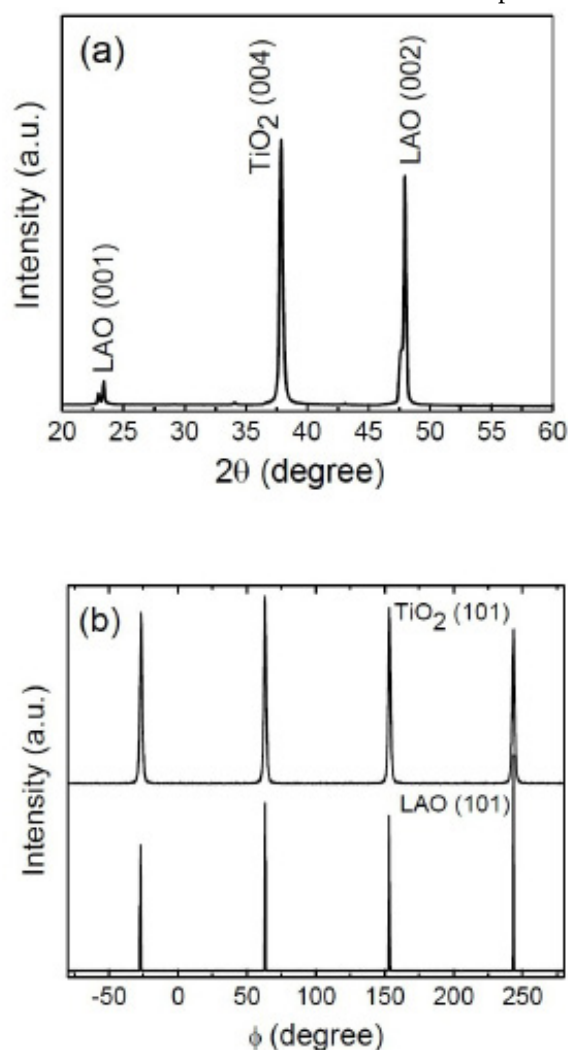 (a)
Intensity (a.u.)
LAO (001)
TiO2 (004)
LAO (002)
20 25 30 35 40 45 50 55 60
2θ (degree)
(b)
TiO2 (101)
LAO (101)
Intensity (a.u.)
-50 0 50 100 150 200 250
ϕ (degree)